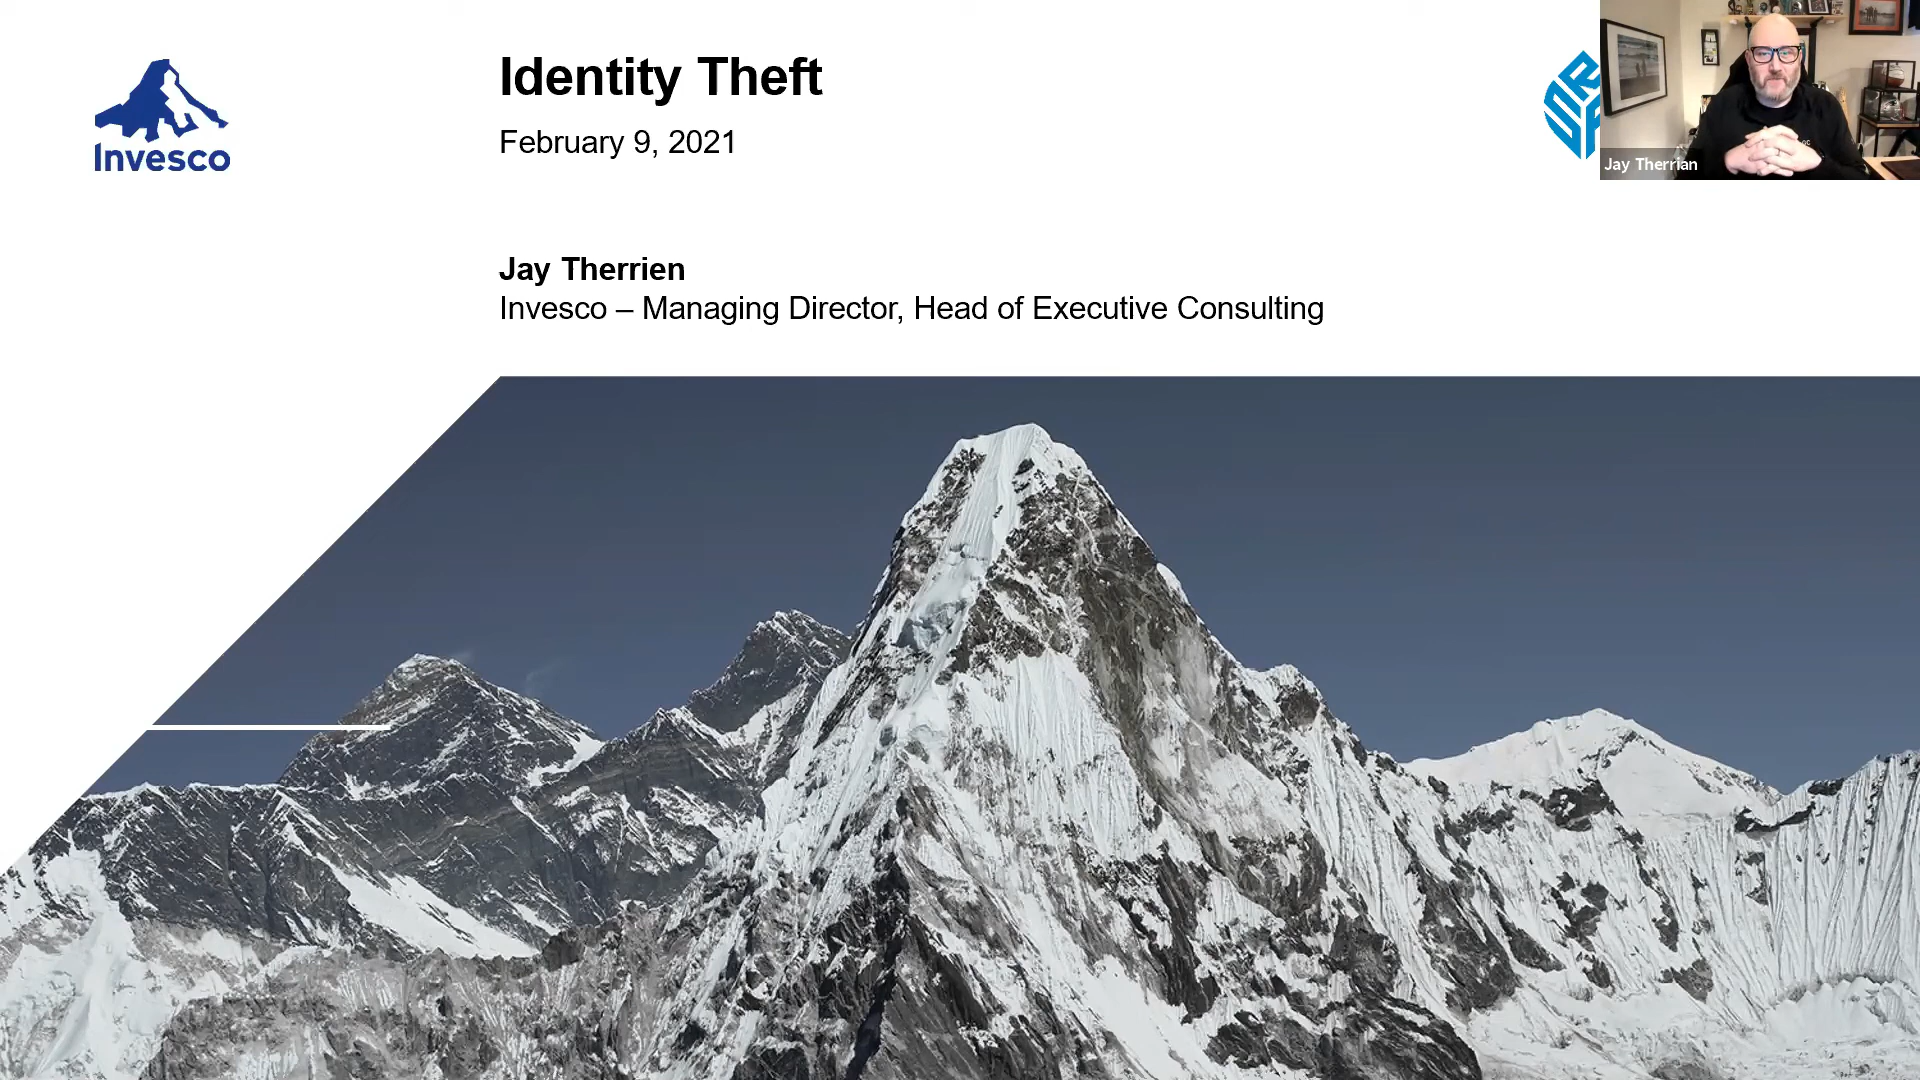 Identity Theft
February 9, 2021
Invesco
Jay Therrian
Jay Therrien
Invesco – Managing Director, Head of Executive Consulting